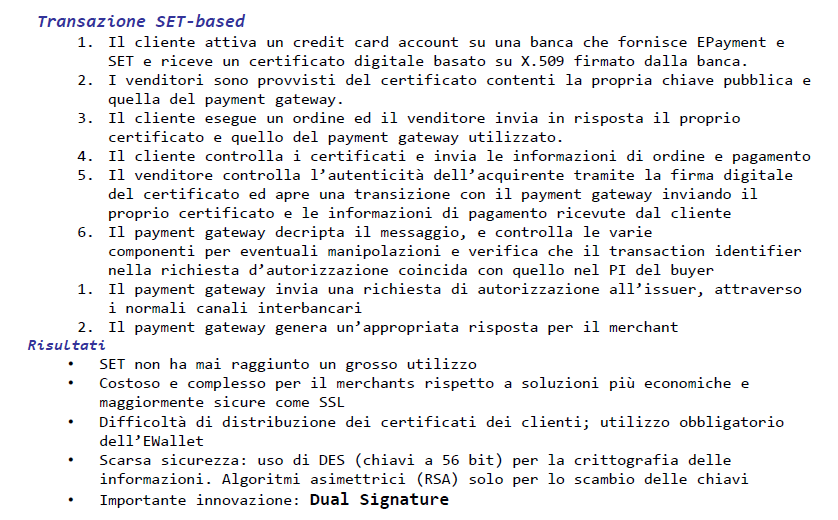 Transazione SET-based
1. Il cliente attiva un credit card account su una banca che fornisce EPayment e
SET e riceve un certificato digitale basato su X.509 firmato dalla banca.
2. I venditori sono provvisti del certificato contenti la propria chiave pubblica e
quella del payment gateway.
3. Il cliente esegue un ordine ed il venditore invia in risposta il proprio
certificato e quello del payment gateway utilizzato.
4. Il cliente controlla i certificati e invia le informazioni di ordine e pagamento
5. Il venditore controlla l’autenticità dell’acquirente tramite la firma digitale
del certificato ed apre una transizione con il payment gateway inviando il
proprio certificato e le informazioni di pagamento ricevute dal cliente
6. Il payment gateway decripta il messaggio, e controlla le varie
componenti per eventuali manipolazioni e verifica che il transaction identifier
nella richiesta d’autorizzazione coincida con quello nel PI del buyer
1. Il payment gateway invia una richiesta di autorizzazione all’issuer, attraverso
i normali canali interbancari
2. Il payment gateway genera un’appropriata risposta per il merchant
Risultati
• SET non ha mai raggiunto un grosso utilizzo
• Costoso e complesso per il merchants rispetto a soluzioni più economiche e
maggiormente sicure come SSL
• Difficoltà di distribuzione dei certificati dei clienti; utilizzo obbligatorio
dell’EWallet
• Scarsa sicurezza: uso di DES (chiavi a 56 bit) per la crittografia delle
informazioni. Algoritmi asimettrici (RSA) solo per lo scambio delle chiavi
• Importante innovazione: Dual Signature